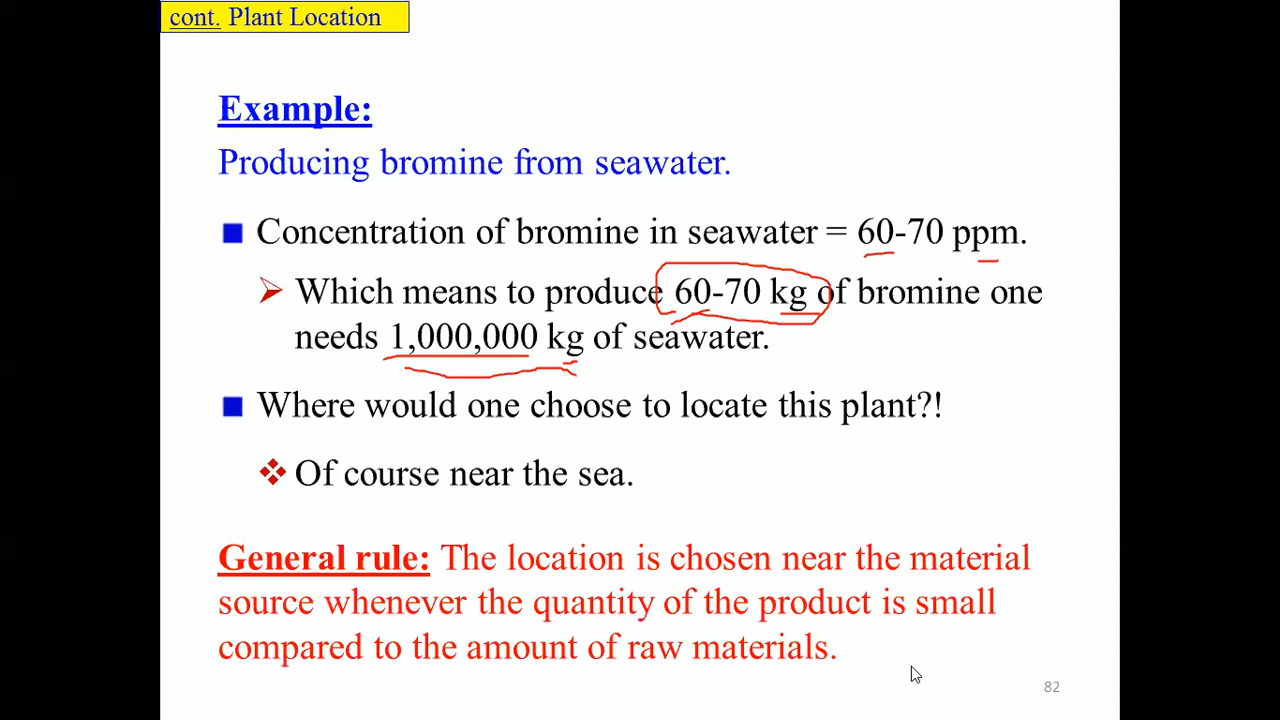 cont. Plant Location
Example:
Producing bromine from seawater.
Concentration of bromine in seawater = 60-70 ppm.
Which means to produce 60-70 kg of bromine one
needs 1,000,000 kg of seawater.
Where would one choose to locate this plant?!
Of course near the sea.
General rule: The location is chosen near the material
source whenever the quantity of the product is small
compared to the amount of raw materials.
82